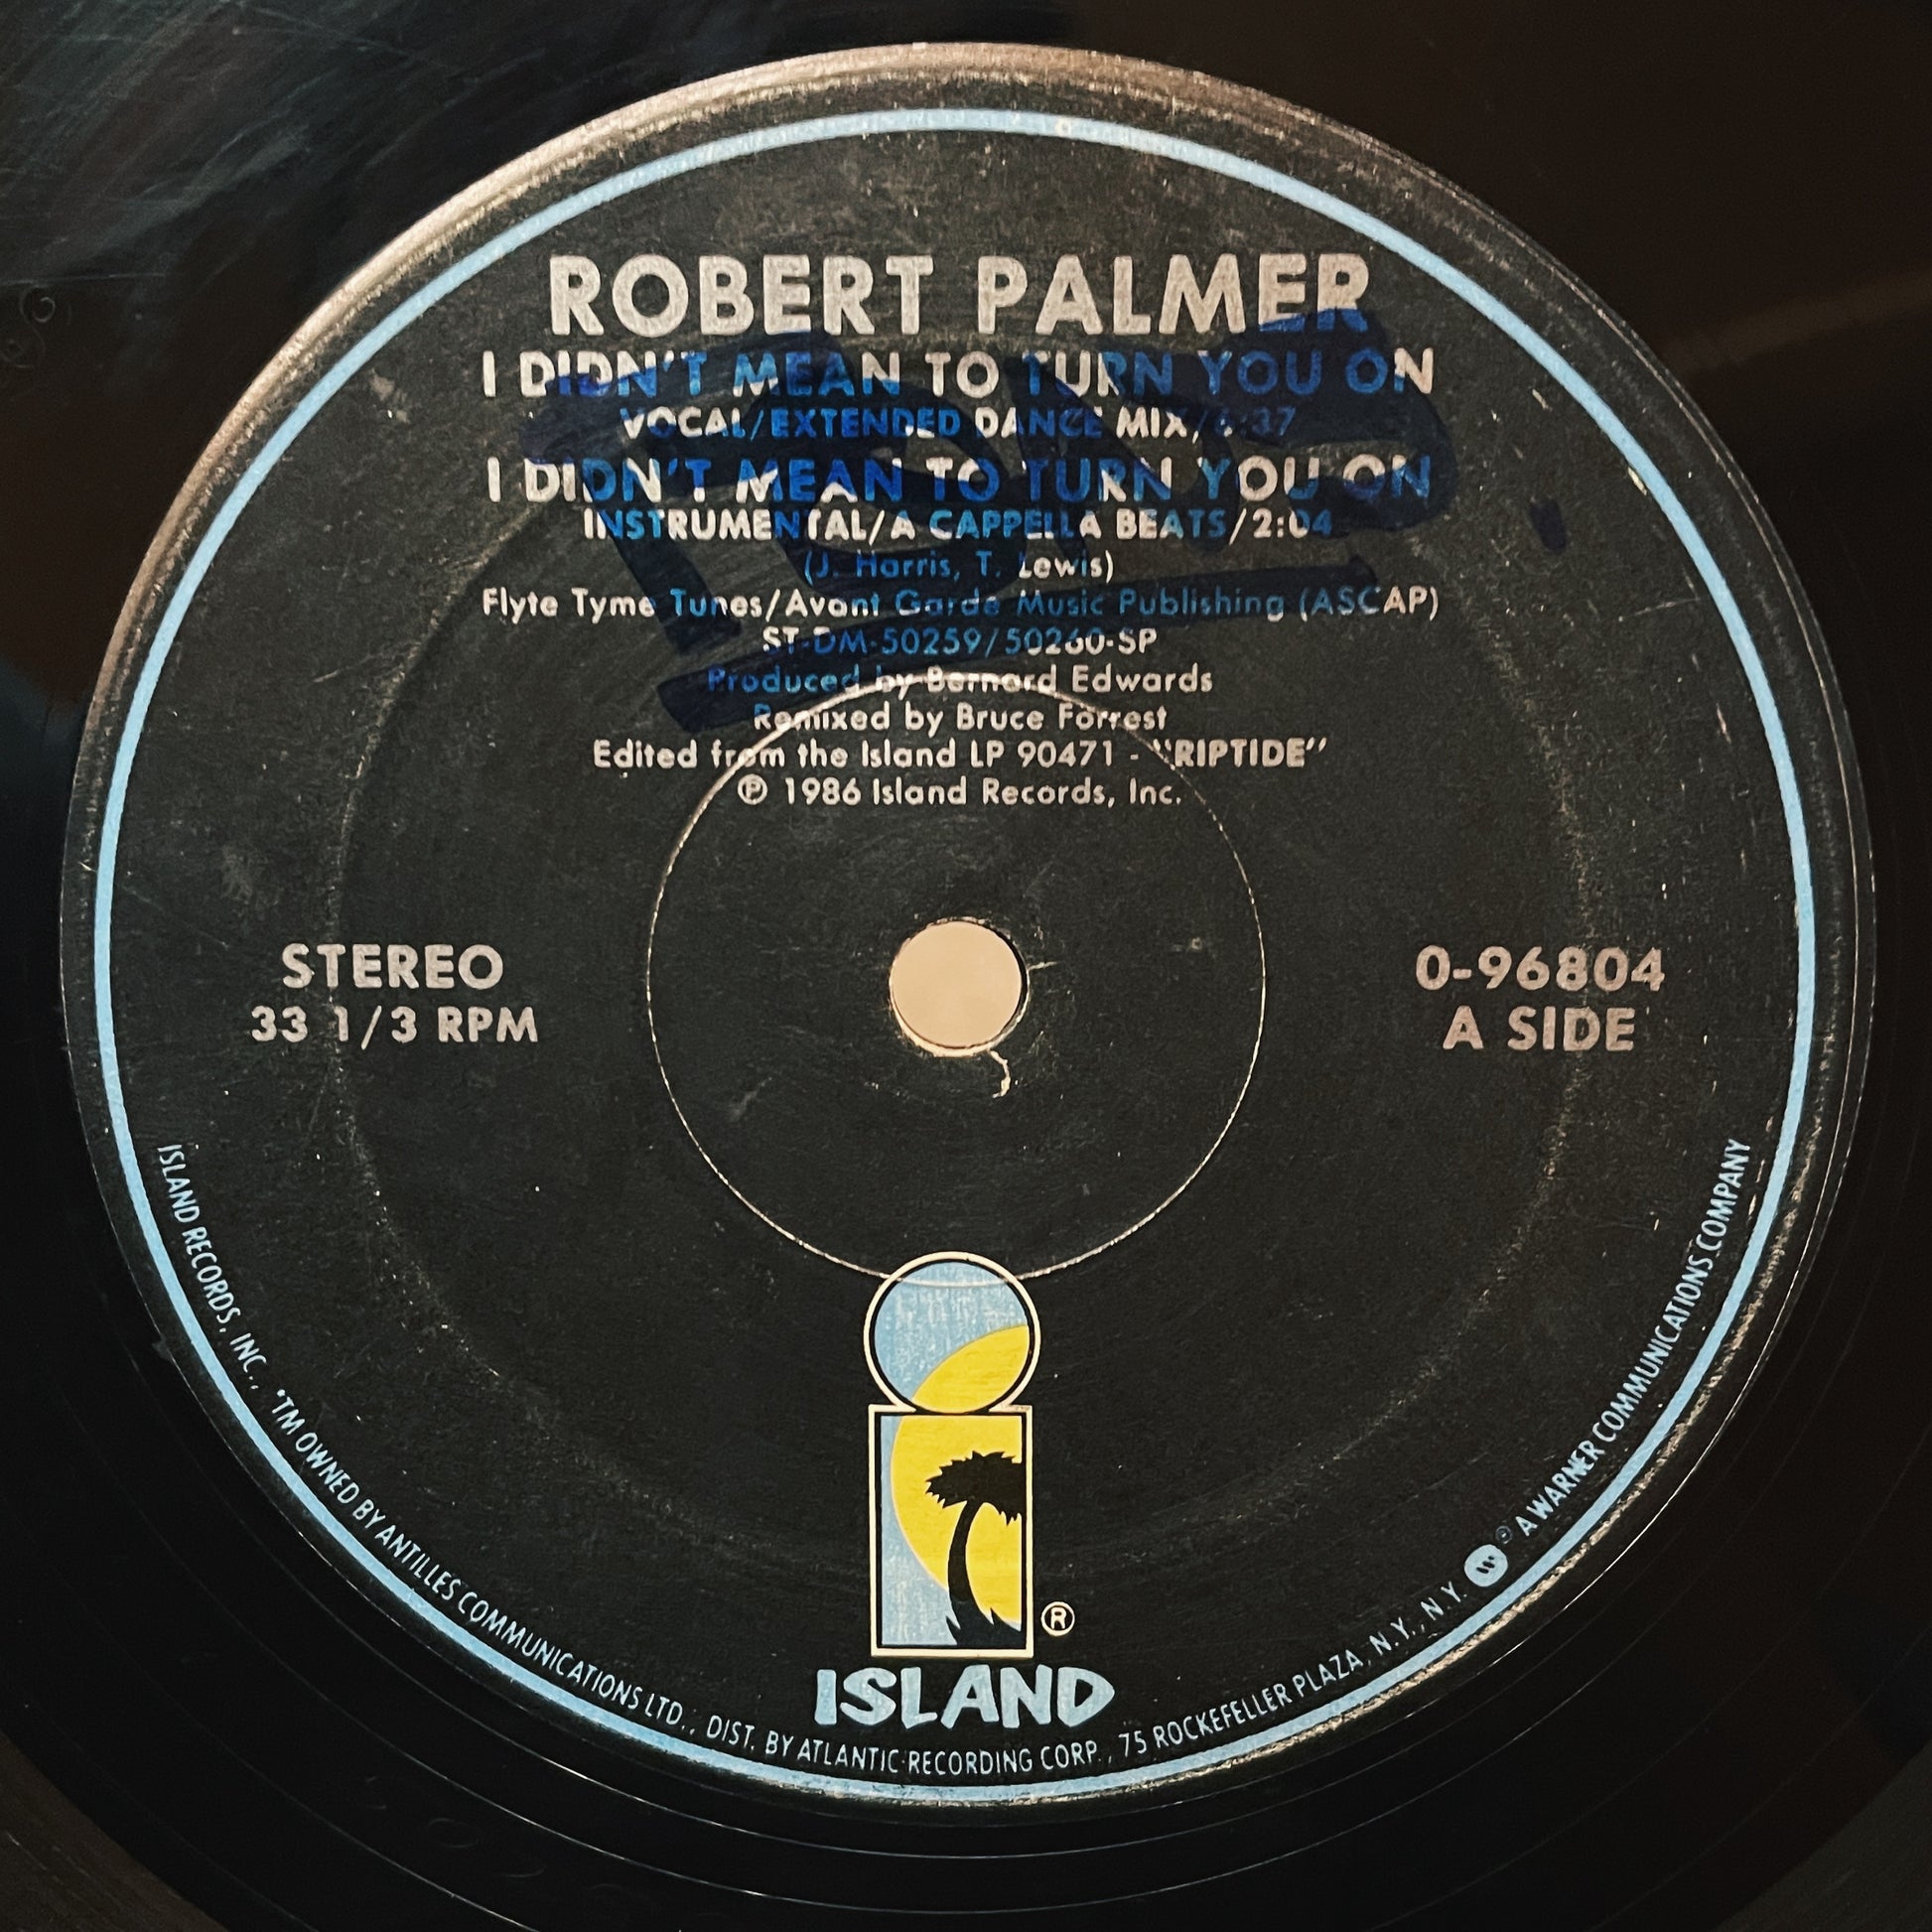 ROBERT PALMER
I DIDN'T MEAN TO TURN YOU ON
VOCAL/EXTENDED DANCE MIX/6:37
I DIDN'T MEAN TO TURN YOU ON
INSTRUMENTAL/A CAPPELLA BEATS/2:04
(J. Harris, T. Lewis)
Flyte Tyme Tunes/Avant Garde Music Publishing (ASCAP)
ST-DM-50259/50260-SP
Produced by Bernard Edwards
Remixed by Bruce Forrest
Edited from the Island LP 90471 - "RIPTIDE"
℗ 1986 Island Records, Inc.
STEREO
33 1/3 RPM
0-96804
A SIDE
®
ISLAND
ISLAND RECORDS, INC., *TM OWNED BY ANTILLES COMMUNICATIONS LTD., DIST. BY ATLANTIC RECORDING CORP., 75 ROCKEFELLER PLAZA, N.Y., N.Y. A WARNER COMMUNICATIONS COMPANY